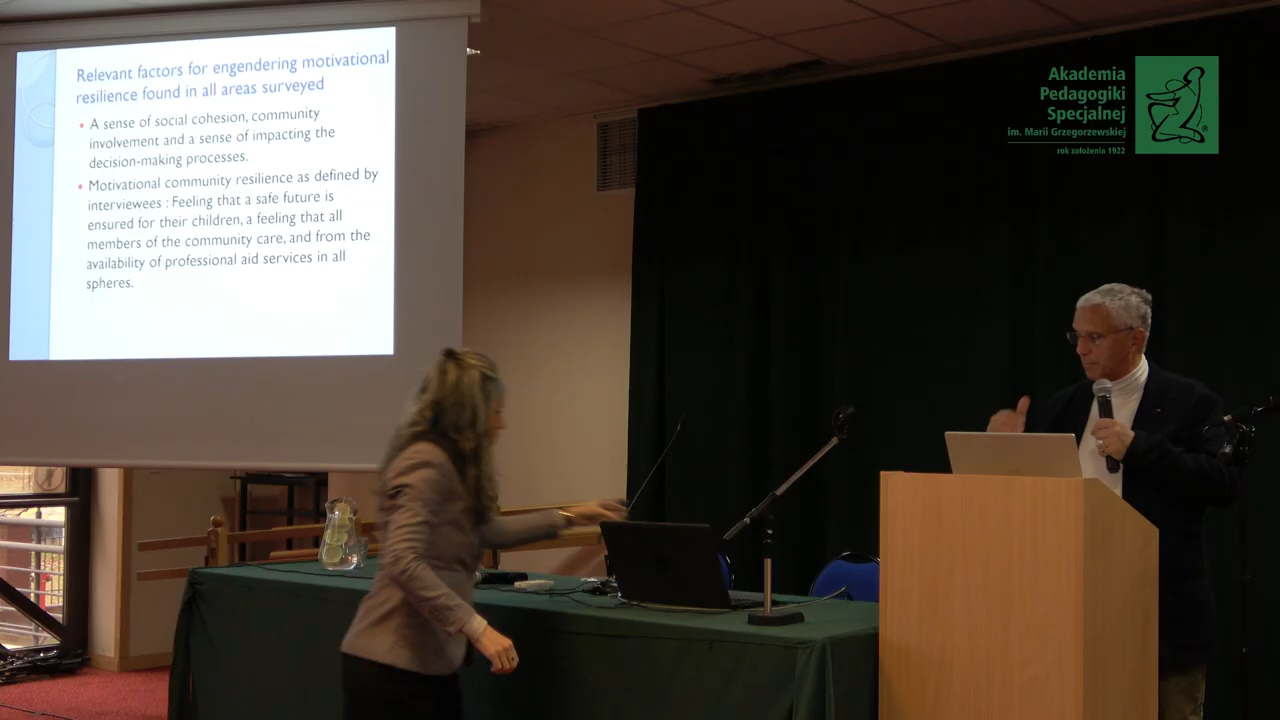 Relevant factors for engendering motivational
resilience found in all areas surveyed
• A sense of social cohesion, community
involvement and a sense of impacting the
decision-making processes.
• Motivational community resilience as defined by
interviewees : Feeling that a safe future is
ensured for their children, a feeling that all
members of the community care, and from the
availability of professional aid services in all
spheres.
Akademia
Pedagogiki
Specjalnej
im. Marii Grzegorzewskiej
rok założenia 1922
®